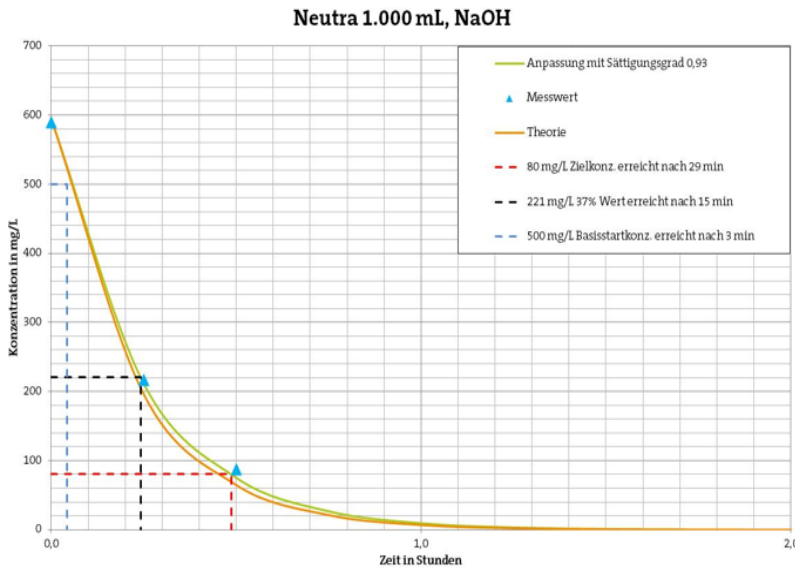 Neutra 1.000 mL, NaOH
700
600
500
400
300
200
100
0
Konzentration in mg/L
Anpassung mit Sättigungsgrad 0,93
Messwert
Theorie
80 mg/L Zielkonz. erreicht nach 29 min
221 mg/L 37% Wert erreicht nach 15 min
500 mg/L Basisstartkonz. erreicht nach 3 min
0,0 1,0 2,0
Zeit in Stunden